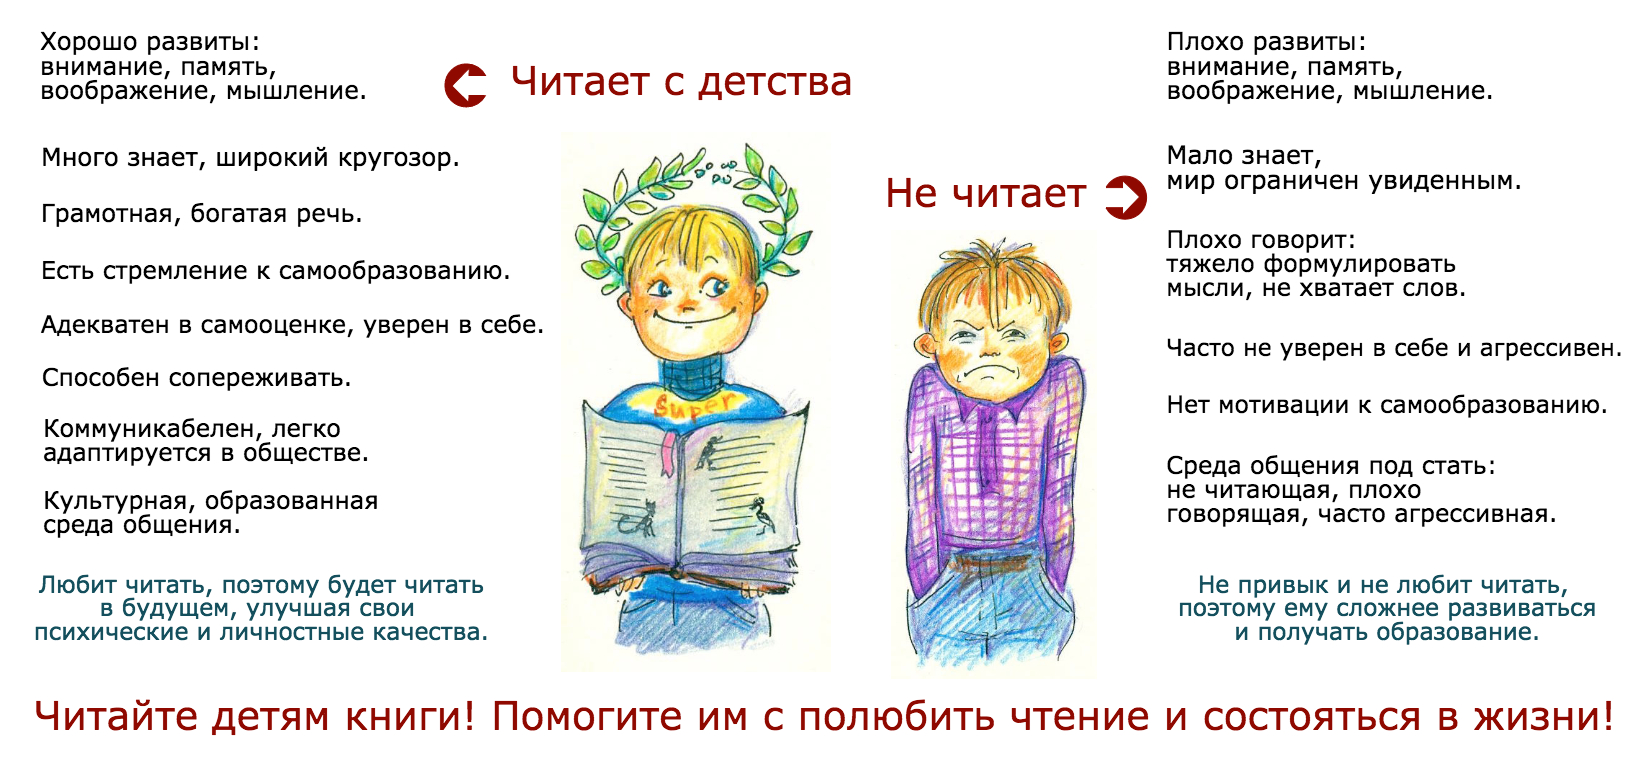 Читает с детства
Хорошо развиты:
внимание, память,
воображение, мышление.
Много знает, широкий кругозор.
Грамотная, богатая речь.
Есть стремление к самообразованию.
Адекватен в самооценке, уверен в себе.
Способен сопереживать.
Коммуникабелен, легко
адаптируется в обществе.
Культурная, образованная
среда общения.
Любит читать, поэтому будет читать
в будущем, улучшая свои
психические и личностные качества.
Super
Не читает
Плохо развиты:
внимание, память,
воображение, мышление.
Мало знает,
мир ограничен увиденным.
Плохо говорит:
тяжело формулировать
мысли, не хватает слов.
Часто не уверен в себе и агрессивен.
Нет мотивации к самообразованию.
Среда общения под стать:
не читающая, плохо
говорящая, часто агрессивная.
Не привык и не любит читать,
поэтому ему сложнее развиваться
и получать образование.
Читайте детям книги! Помогите им с полюбить чтение и состояться в жизни!